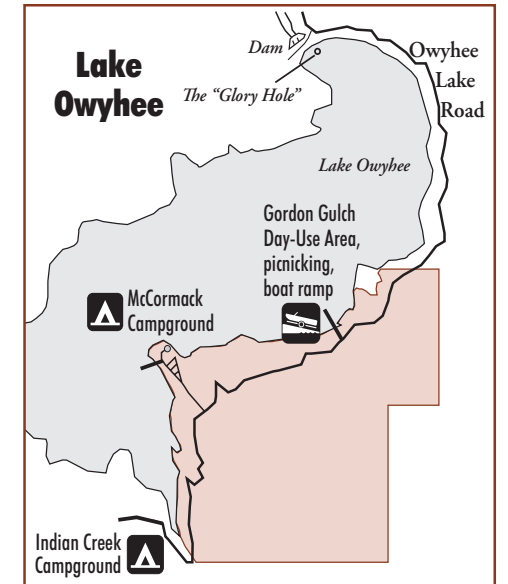 Lake
Owyhee
Dam
The “Glory Hole”
Owyhee
Lake
Road
Lake Owyhee
Gordon Gulch
Day-Use Area,
picnicking,
boat ramp
McCormack
Campground
Indian Creek
Campground